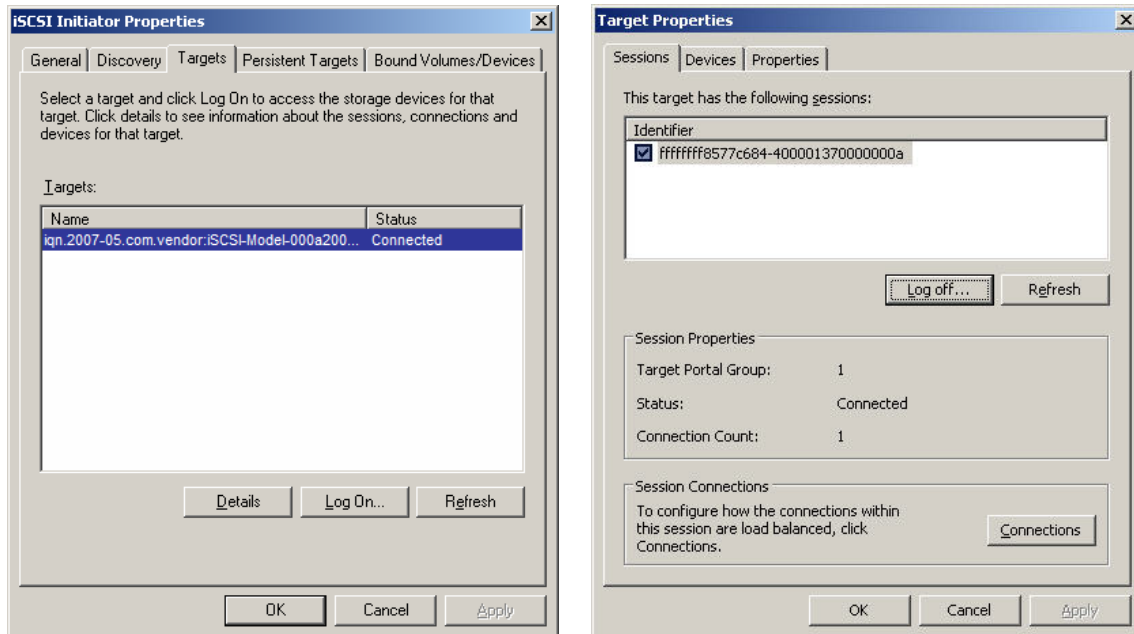 iSCSI Initiator Properties
General Discovery Targets Persistent Targets Bound Volumes/Devices
Select a target and click Log On to access the storage devices for that
target. Click details to see information about the sessions, connections and
devices for that target.
Targets:
Name Status
iqn.2007-05.com.vendor:iSCSI-Model-000a200... Connected
Details Log On... Refresh
OK Cancel Apply
Target Properties
Sessions Devices Properties
This target has the following sessions:
Identifier
ffffffff8577c684-400001370000000a
Log off... Refresh
Session Properties
Target Portal Group: 1
Status: Connected
Connection Count: 1
Session Connections
To configure how the connections within
this session are load balanced, click
Connections.
Connections
OK Cancel Apply